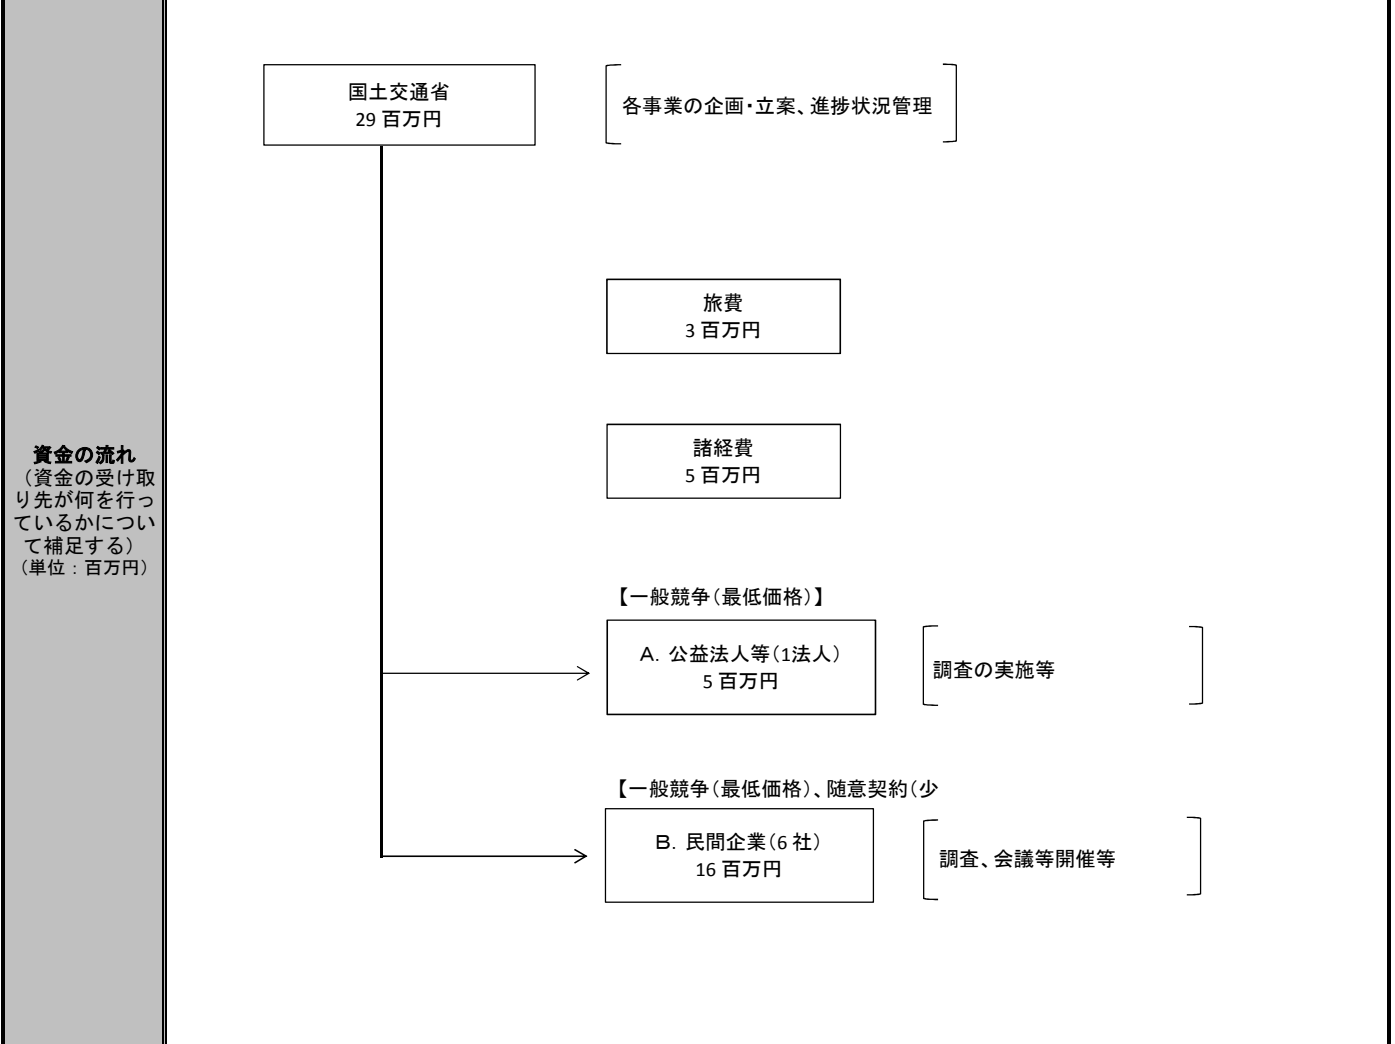 資金の流れ
（資金の受け取
り先が何を行っ
ているかについ
て補足する）
（単位：百万円）
国土交通省
29 百万円
各事業の企画・立案、進捗状況管理
旅費
3 百万円
諸経費
5 百万円
【一般競争（最低価格）】
A．公益法人等（1法人）
5 百万円
調査の実施等
【一般競争（最低価格）、随意契約（少
B．民間企業（6 社）
16 百万円
調査、会議等開催等